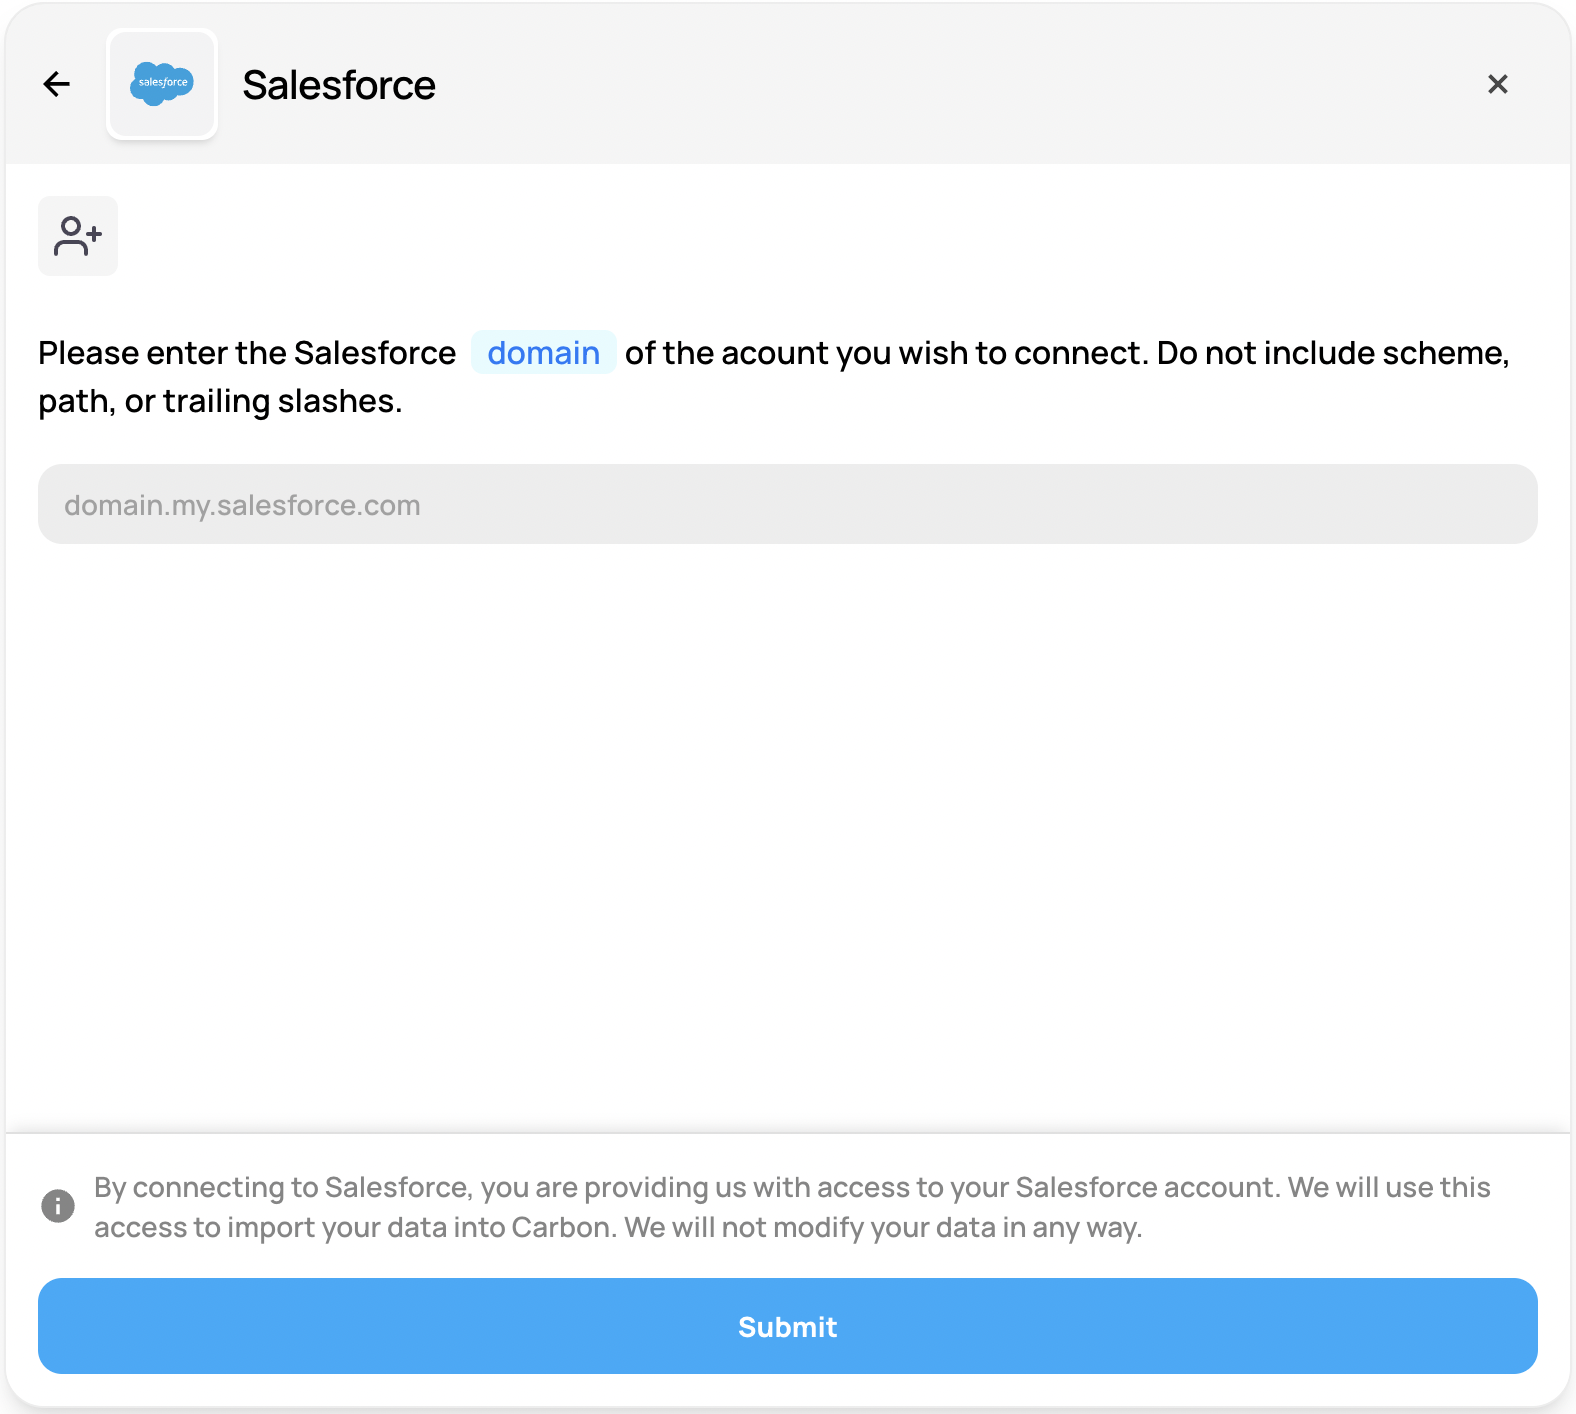 salesforce
Salesforce
Please enter the Salesforce domain of the acount you wish to connect. Do not include scheme,
path, or trailing slashes.
domain.my.salesforce.com
By connecting to Salesforce, you are providing us with access to your Salesforce account. We will use this
access to import your data into Carbon. We will not modify your data in any way.
Submit